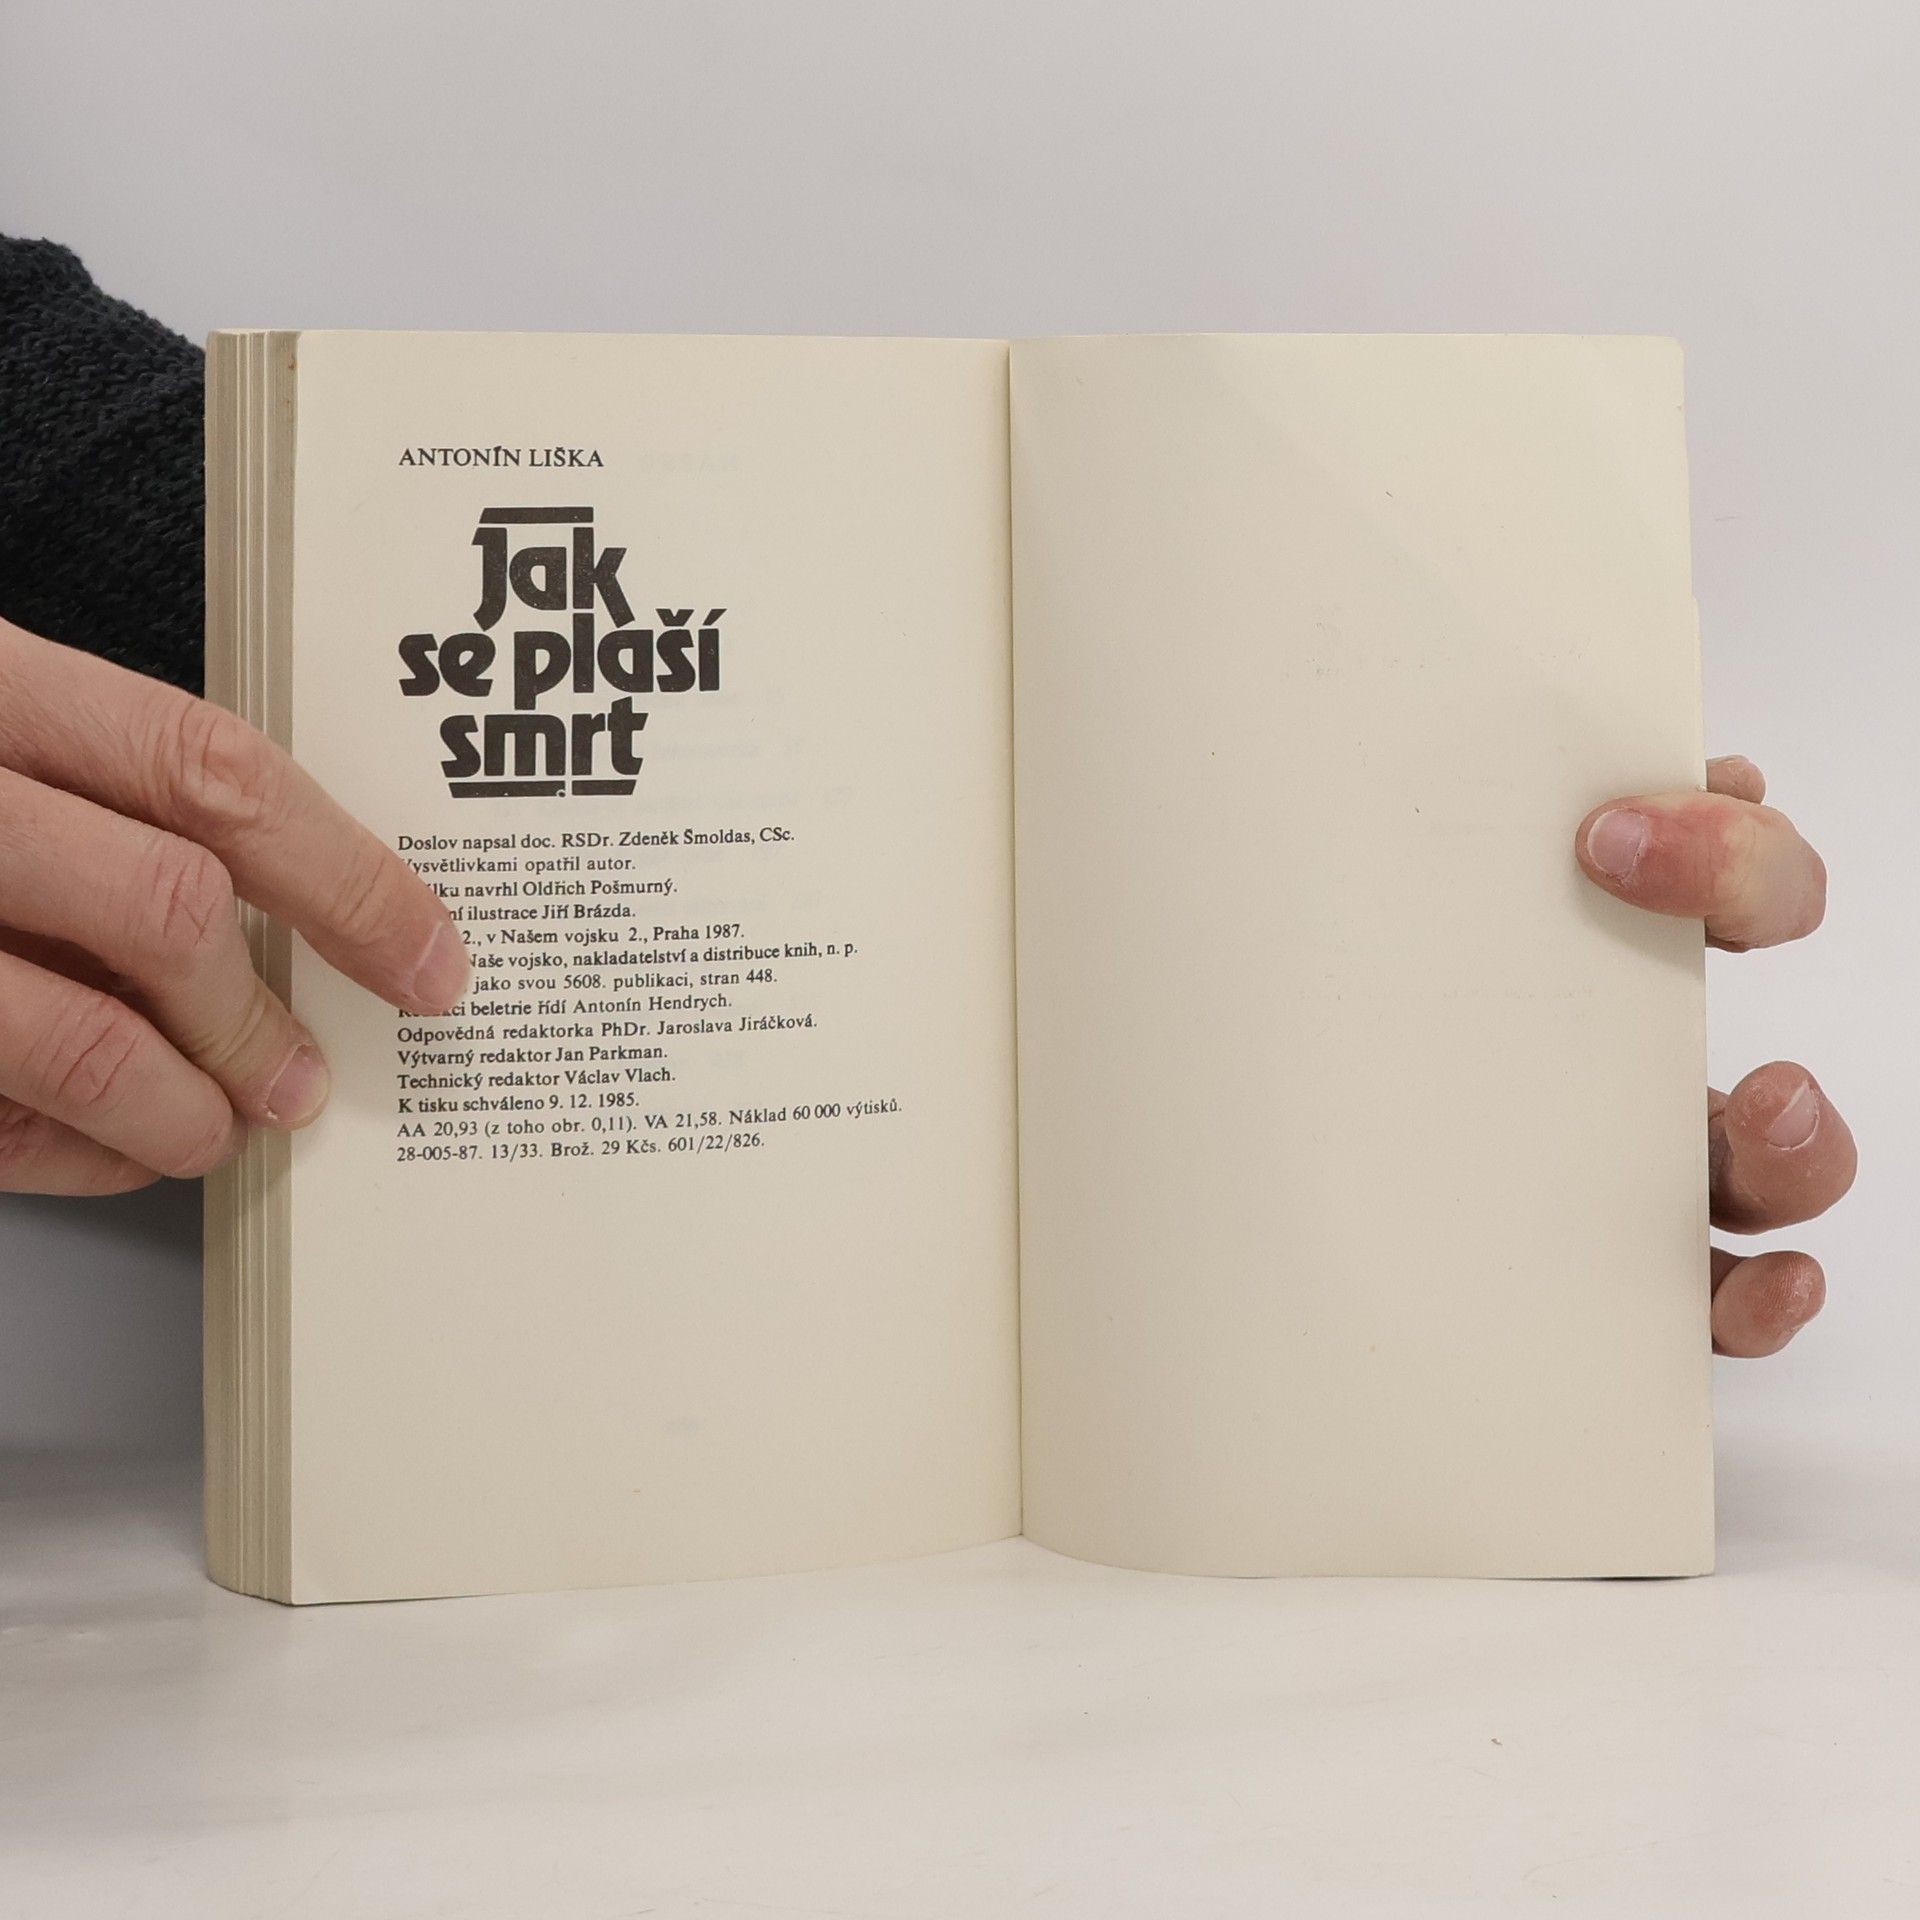 ANTONÍN LIŠKA
Jak
se plaší
smrt
Doslov napsal doc. RSDr. Zdeněk Šmoldas, CSc.
Vysvětlivkami opatřil autor.
navrhl Oldřich Pošmurný.
ilustrace Jiří Brázda.
2., v Našem vojsku 2., Praha 1987.
Naše vojsko, nakladatelství a distribuce knih, n. p.
jako svou 5608. publikaci, stran 448.
beletrie řídí Antonín Hendrych.
Odpovědná redaktorka PhDr. Jaroslava Jiráčková.
Výtvarný redaktor Jan Parkman.
Technický redaktor Václav Vlach.
K tisku schváleno 9. 12. 1985.
AA 20,93 (z toho obr. 0,11). VA 21,58. Náklad 60 000 výtisků.
28-005-87. 13/33. Brož. 29 Kčs. 601/22/826.